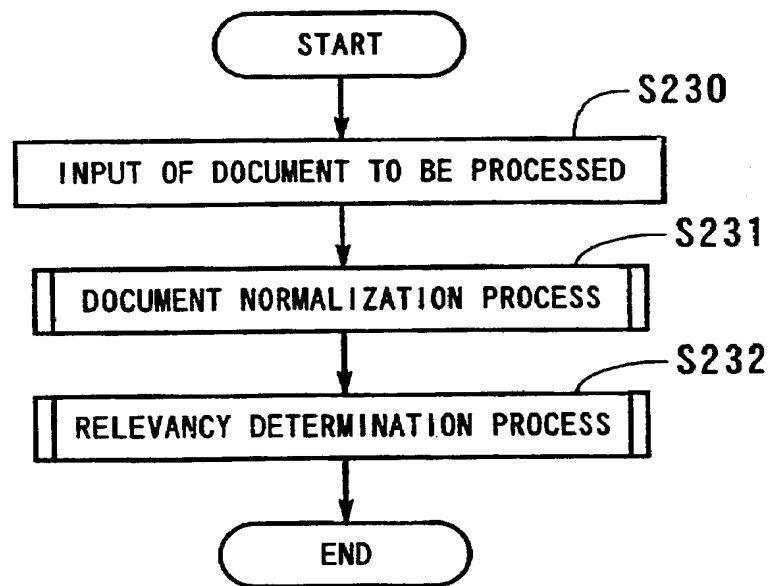 START
S230
INPUT OF DOCUMENT TO BE PROCESSED
S231
DOCUMENT NORMALIZATION PROCESS
S232
RELEVANCY DETERMINATION PROCESS
END